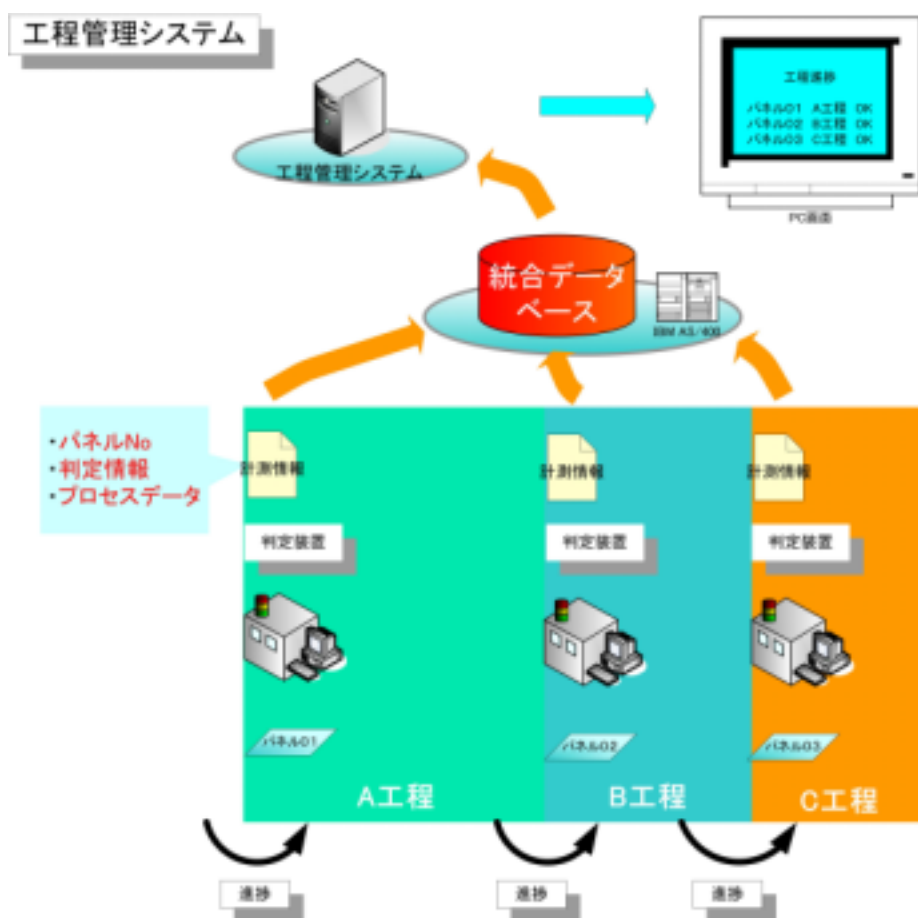 工程管理システム
工程進捗
パネル01 A工程 OK
パネル02 B工程 OK
パネル03 C工程 OK
PC画面
工程管理システム
統合データ
ベース
IBM AS/400
・パネルNo
・判定情報
・プロセスデータ
計測情報
計測情報
計測情報
判定装置
判定装置
判定装置
パネル01
パネル02
パネル03
A工程
B工程
C工程
進捗
進捗
進捗